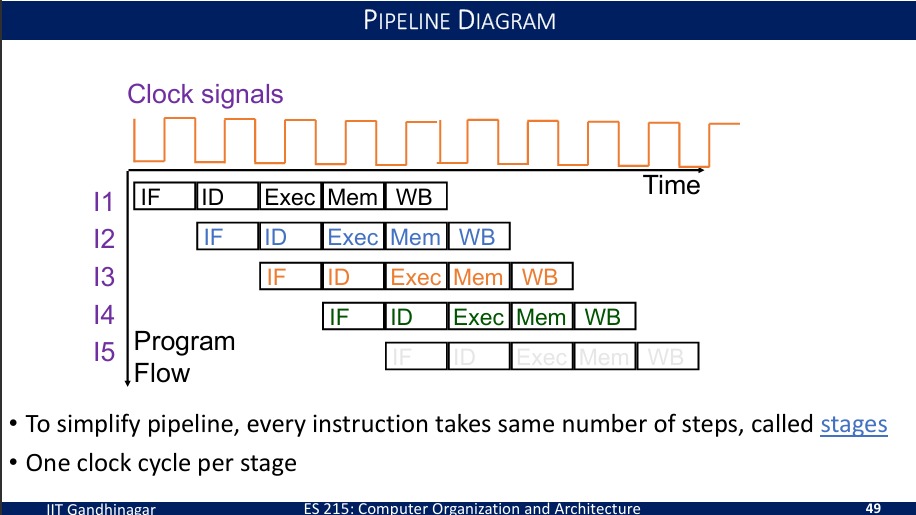 PIPELINE DIAGRAM
Clock signals
Time
I1 IF ID Exec Mem WB
I2 IF ID Exec Mem WB
I3 IF ID Exec Mem WB
I4 IF ID Exec Mem WB
I5 IF ID Exec Mem WB
Program
Flow
• To simplify pipeline, every instruction takes same number of steps, called stages
• One clock cycle per stage
IIT Gandhinagar ES 215: Computer Organization and Architecture 49